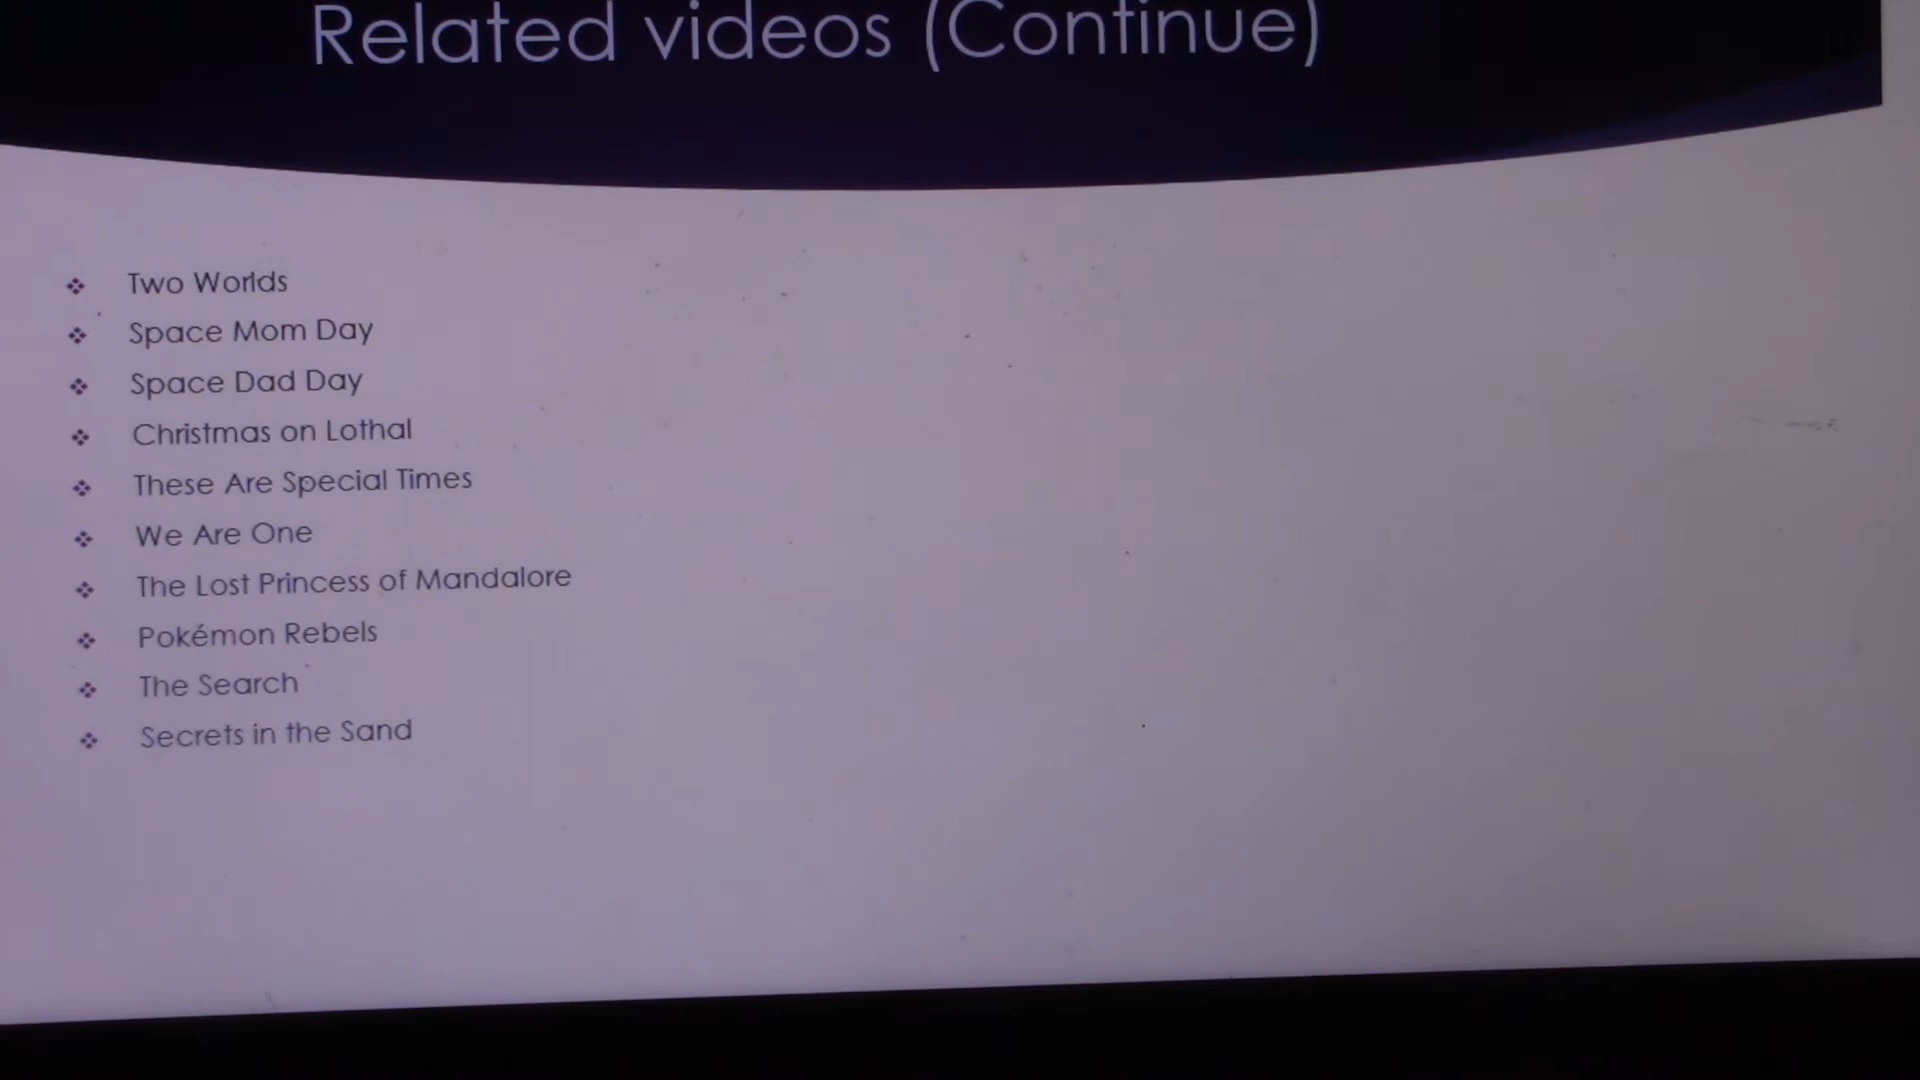 Related videos (Continue)
Two Worlds
Space Mom Day
Space Dad Day
Christmas on Lothal
These Are Special Times
We Are One
The Lost Princess of Mandalore
Pokémon Rebels
The Search
Secrets in the Sand